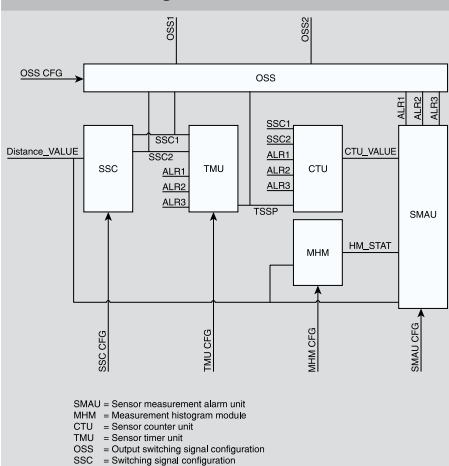 OSS1
OSS2
OSS CFG
OSS
ALR1
ALR2
ALR3
Distance_VALUE
SSC
SSC1
SSC2
ALR1
ALR2
ALR3
TMU
TSSP
SSC1
SSC2
ALR1
ALR2
ALR3
CTU
CTU_VALUE
SMAU
MHM
HM_STAT
SSC CFG
TMU CFG
MHM CFG
SMAU CFG
SMAU = Sensor measurement alarm unit
MHM = Measurement histogram module
CTU = Sensor counter unit
TMU = Sensor timer unit
OSS = Output switching signal configuration
SSC = Switching signal configuration